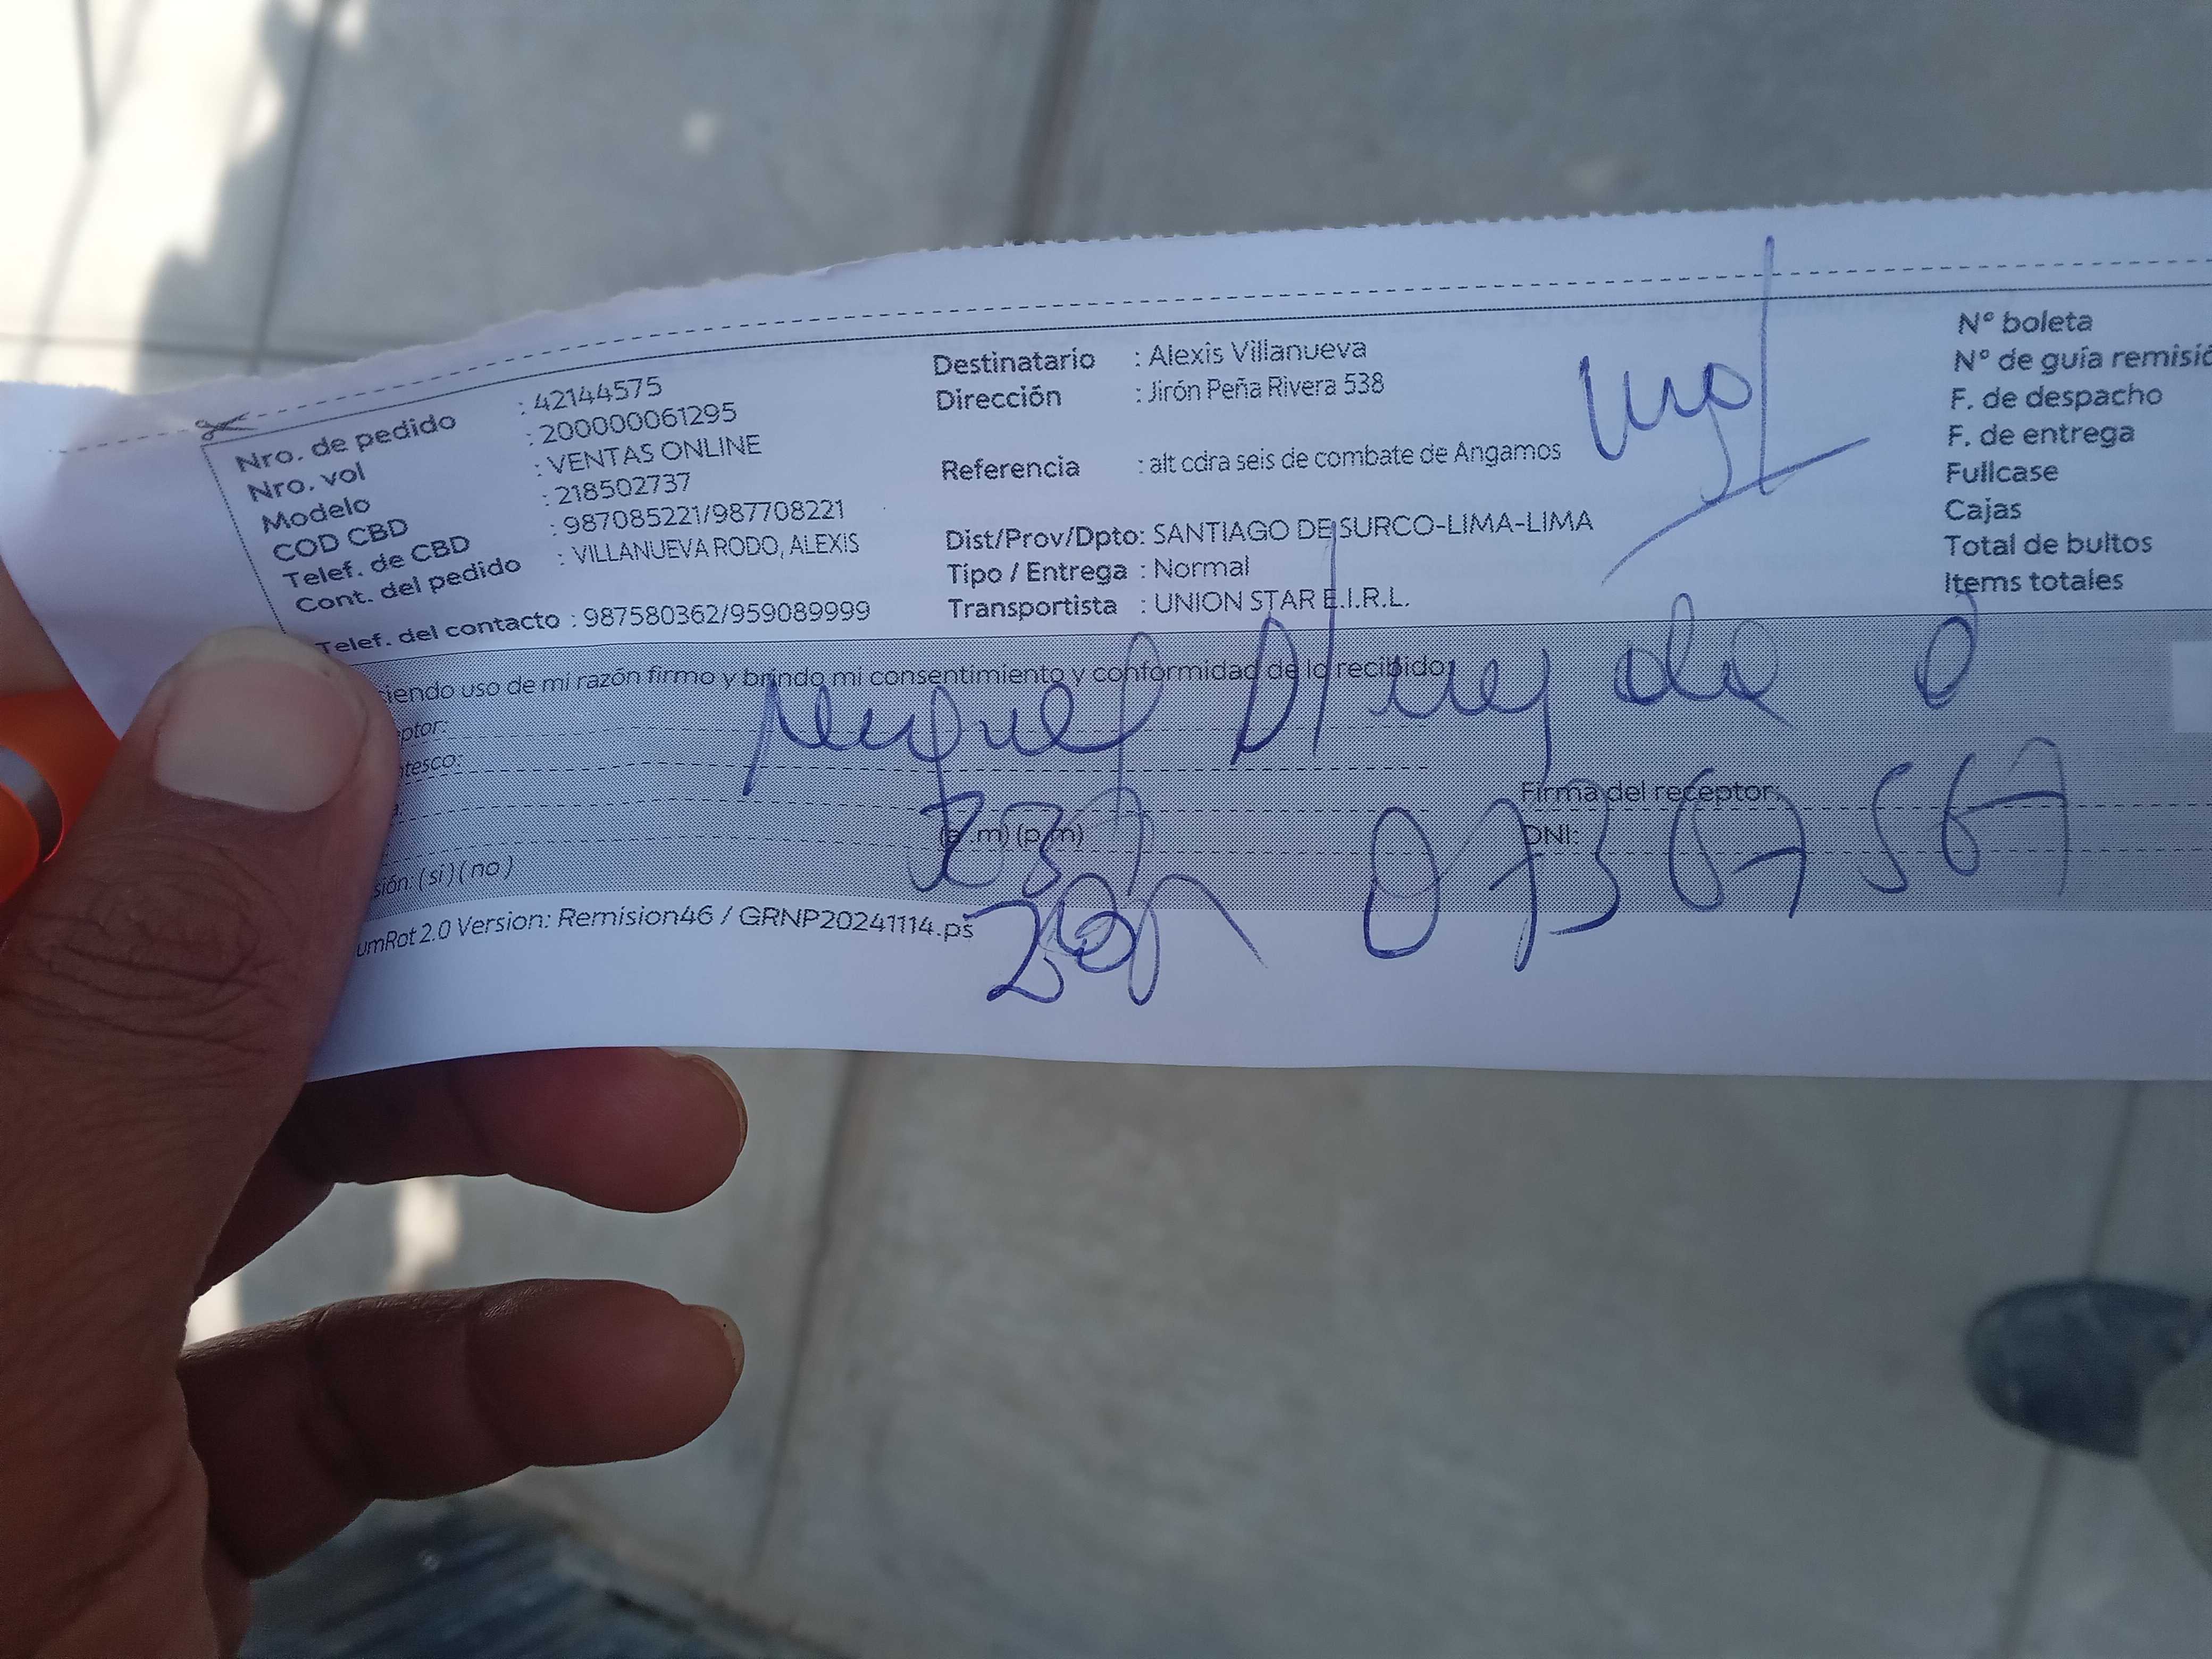 Nro. de pedido : 42144575
Nro. vol : 200000061295
Modelo : VENTAS ONLINE
COD CBD : 218502737
Telef. de CBD : 987085221/987708221
Cont. del pedido : VILLANUEVA RODO, ALEXIS
Telef. del contacto : 987580362/959089999
Destinatario : Alexis Villanueva
Dirección : Jirón Peña Rivera 538
Referencia : alt cdra seis de combate de Angamos
Dist/Prov/Dpto: SANTIAGO DE SURCO-LIMA-LIMA
Tipo / Entrega : Normal
Transportista : UNION STAR E.I.R.L.
N° boleta
N° de guía remisió
F. de despacho
F. de entrega
Fullcase
Cajas
Total de bultos
Items totales
iendo uso de mi razón firmo y brindo mi consentimiento y conformidad de lo recibido:
ptor:
Miguel
tesco:
Firma del receptor:
(a .m) (p.m)
DNI:
07367567
sión: ( si ) ( no )
umRot 2.0 Version: Remision46 / GRNP20241114.ps